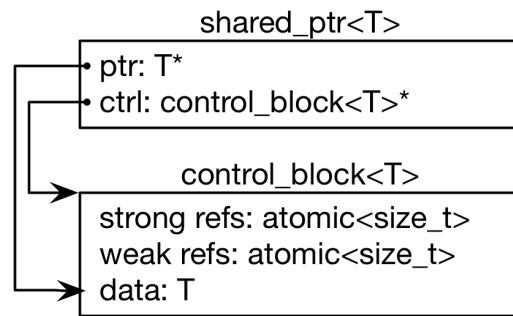 shared_ptr<T>
ptr: T*
ctrl: control_block<T>*
control_block<T>
strong refs: atomic<size_t>
weak refs: atomic<size_t>
data: T